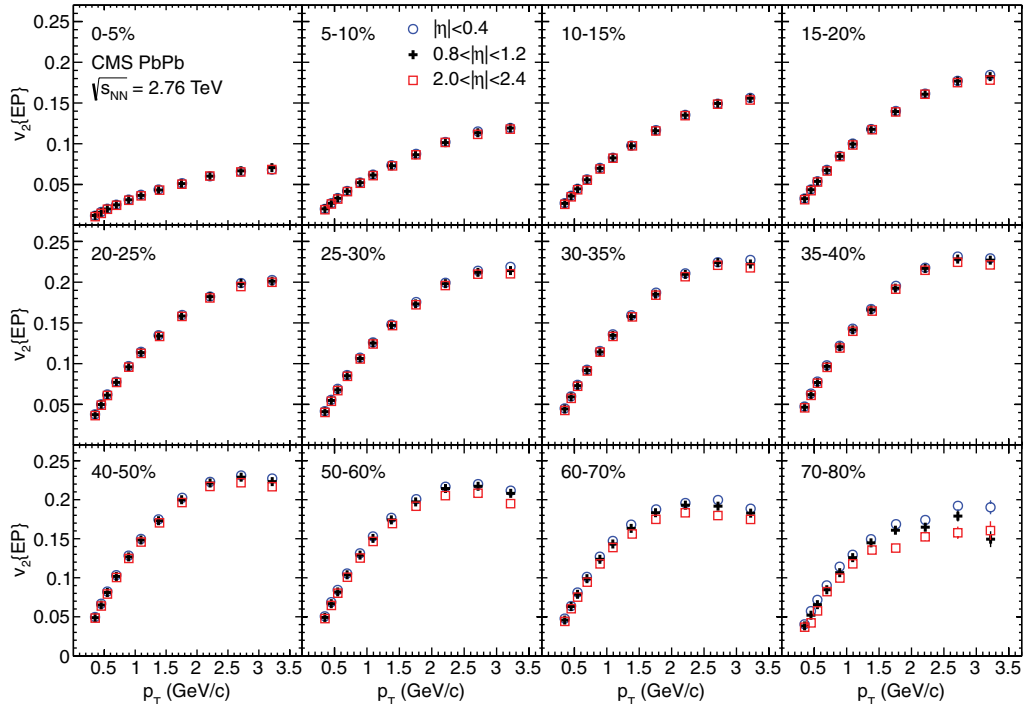 0-5%
CMS PbPb
√s_NN = 2.76 TeV
5-10%
|η|<0.4
0.8<|η|<1.2
2.0<|η|<2.4
10-15%
15-20%
v₂{EP}
0.25
0.2
0.15
0.1
0.05
20-25%
25-30%
30-35%
35-40%
v₂{EP}
0.25
0.2
0.15
0.1
0.05
40-50%
50-60%
60-70%
70-80%
v₂{EP}
0.25
0.2
0.15
0.1
0.05
0
0.5 1 1.5 2 2.5 3 3.5
0.5 1 1.5 2 2.5 3 3.5
0.5 1 1.5 2 2.5 3 3.5
0.5 1 1.5 2 2.5 3 3.5
p_T (GeV/c)
p_T (GeV/c)
p_T (GeV/c)
p_T (GeV/c)